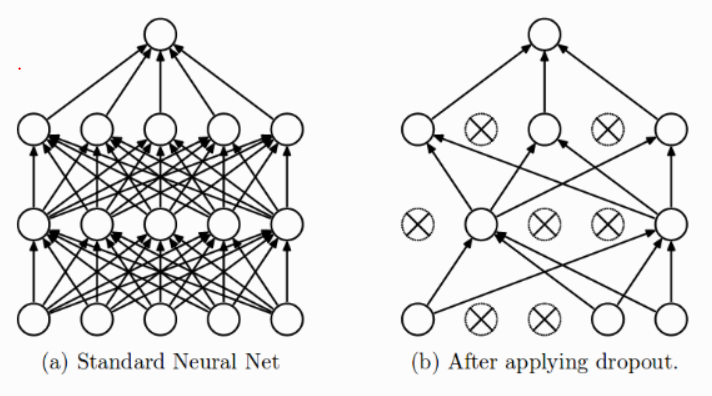 (a) Standard Neural Net
(b) After applying dropout.